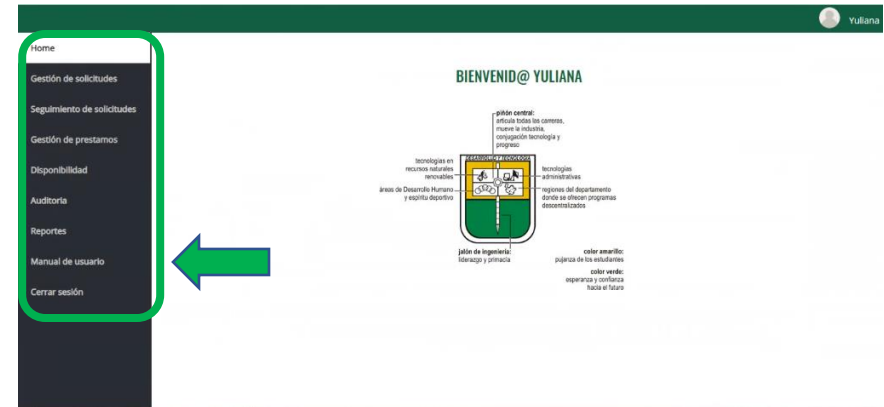 Yuliana
Home
Gestión de solicitudes
Seguimiento de solicitudes
Gestión de prestamos
Disponibilidad
Auditoria
Reportes
Manual de usuario
Cerrar sesión
BIENVENID@ YULIANA
piñón central:
articula todas las carreras,
mueve la industria,
conjugación tecnología y
progreso
tecnologías en
recursos naturales
renovables
áreas de Desarrollo Humano
y espíritu deportivo
DESARROLLO Y TECNOLOGÍA
tecnologías
administrativas
regiones del departamento
donde se ofrecen programas
descentralizados
jalón de ingeniería:
liderazgo y primacía
color amarillo:
pujanza de los estudiantes
color verde:
esperanza y confianza
hacia el futuro